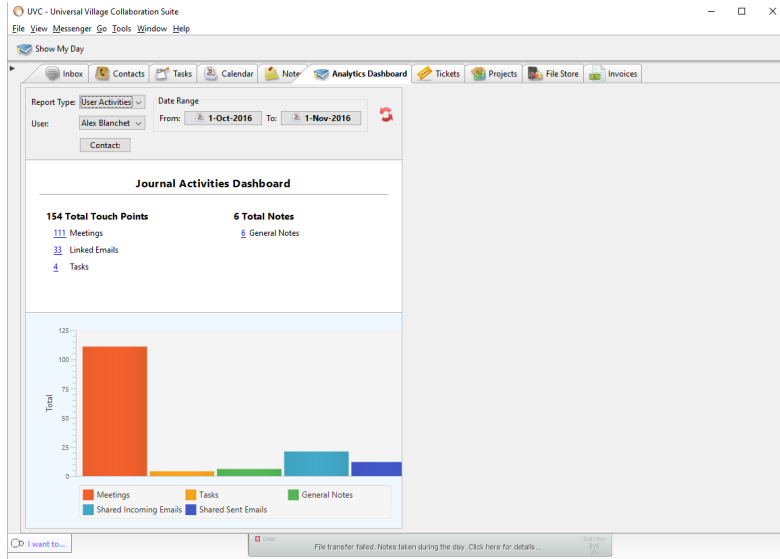 UVC - Universal Village Collaboration Suite
File View Messenger Go Tools Window Help
Show My Day
Inbox Contacts Tasks Calendar Note Analytics Dashboard Tickets Projects File Store Invoices
Report Type: User Activities Date Range
From: 1-Oct-2016 To: 1-Nov-2016
User: Alex Blanchet
Contact:
Journal Activities Dashboard
154 Total Touch Points 6 Total Notes
111 Meetings 6 General Notes
33 Linked Emails
4 Tasks
125
100
75
50
25
0
Total
Meetings Tasks General Notes
Shared Incoming Emails Shared Sent Emails
I want to...
Clear
File transfer failed. Notes taken during the day. Click here for details...